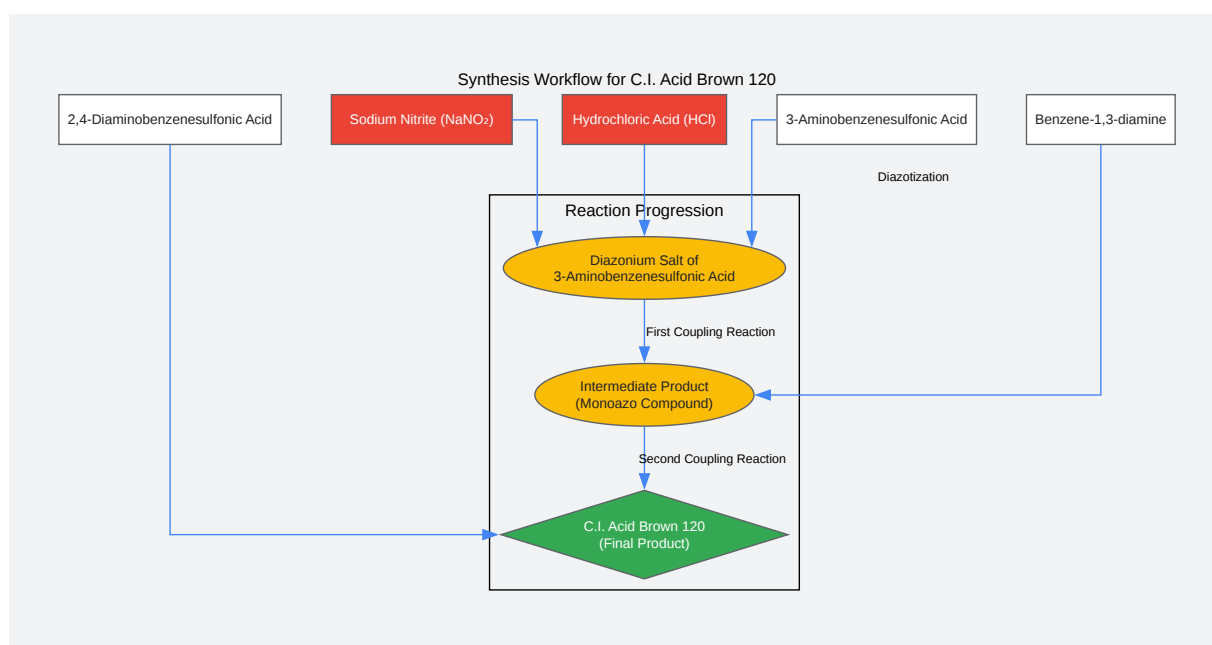 Synthesis Workflow for C.I. Acid Brown 120
2,4-Diaminobenzenesulfonic Acid
Sodium Nitrite (NaNO₂)
Hydrochloric Acid (HCl)
3-Aminobenzenesulfonic Acid
Benzene-1,3-diamine
Diazotization
Reaction Progression
Diazonium Salt of
3-Aminobenzenesulfonic Acid
First Coupling Reaction
Intermediate Product
(Monoazo Compound)
Second Coupling Reaction
C.I. Acid Brown 120
(Final Product)